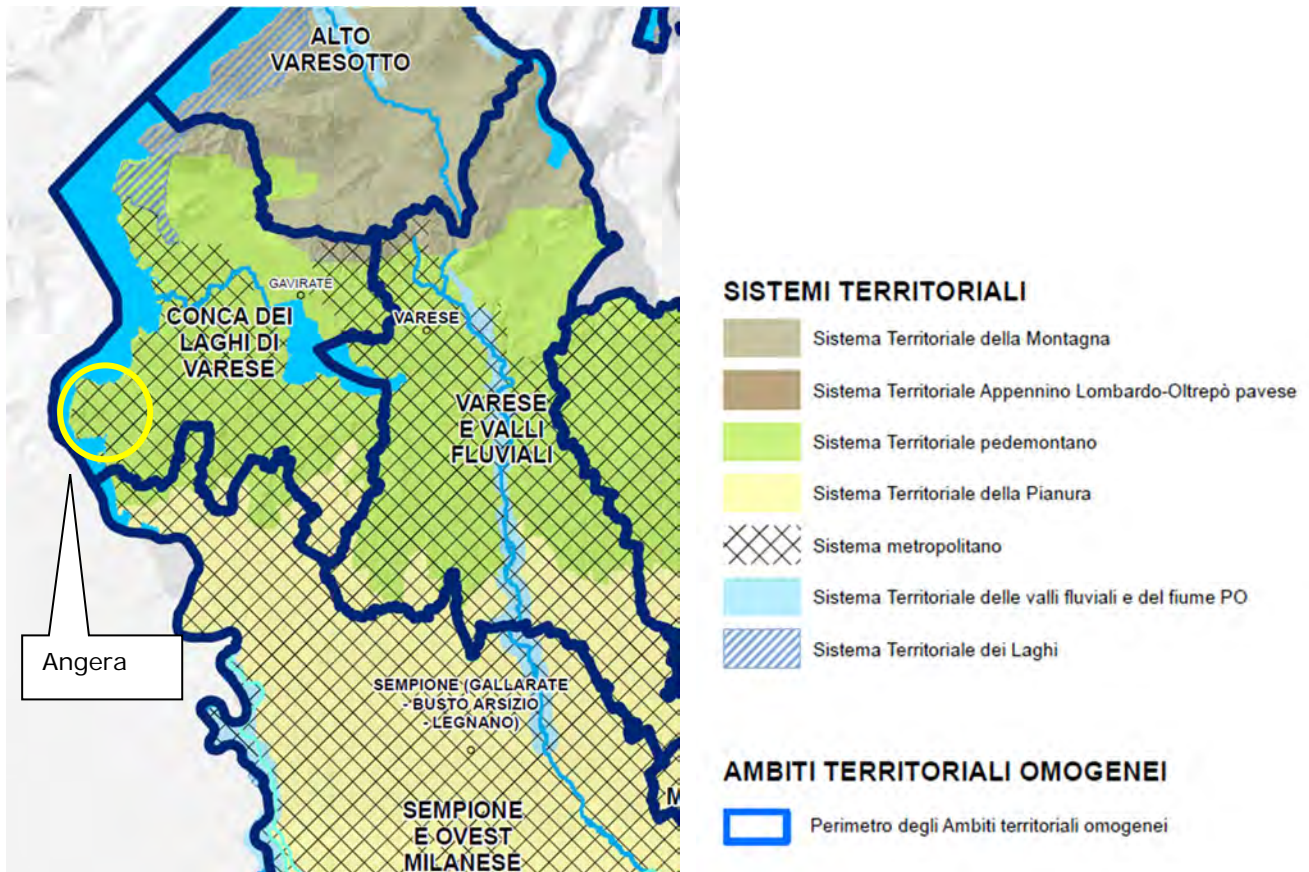 ALTO
VARESOTTO
GAVIRATE
CONCA DEI
LAGHI DI
VARESE
VARESE
VARESE
E VALLI
FLUVIALI
Angera
SEMPIONE (GALLARATE
- BUSTO ARSIZIO
- LEGNANO)
M
SEMPIONE
E OVEST
MILANESE
SISTEMI TERRITORIALI
Sistema Territoriale della Montagna
Sistema Territoriale Appennino Lombardo-Oltrepò pavese
Sistema Territoriale pedemontano
Sistema Territoriale della Pianura
Sistema metropolitano
Sistema Territoriale delle valli fluviali e del fiume PO
Sistema Territoriale dei Laghi
AMBITI TERRITORIALI OMOGENEI
Perimetro degli Ambiti territoriali omogenei